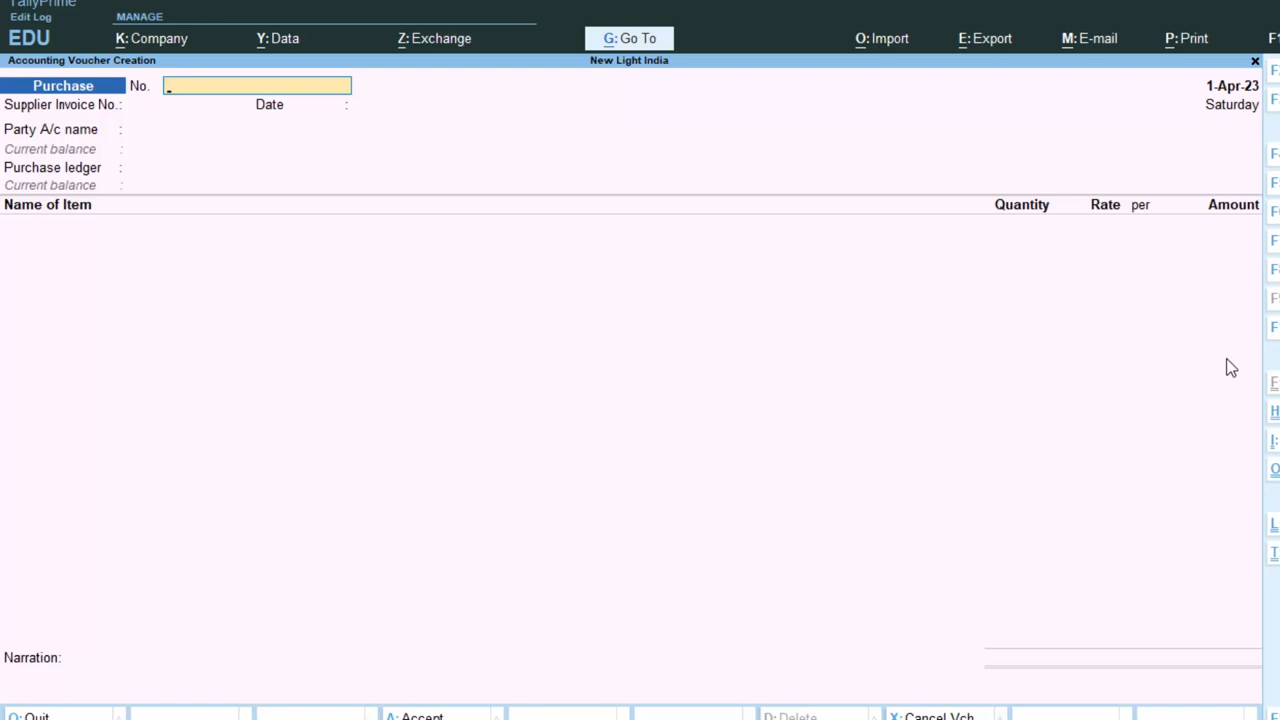 TallyPrime
Edit Log
MANAGE
EDU
K: Company
Y: Data
Z: Exchange
G: Go To
O: Import
E: Export
M: E-mail
P: Print
Accounting Voucher Creation
New Light India
Purchase No.
1-Apr-23
Supplier Invoice No.: Date :
Saturday
Party A/c name :
Current balance :
Purchase ledger :
Current balance :
Name of Item Quantity Rate per Amount
Narration:
Q: Quit
A: Accept
D: Delete
X: Cancel Vch
H
I:
O
L
T